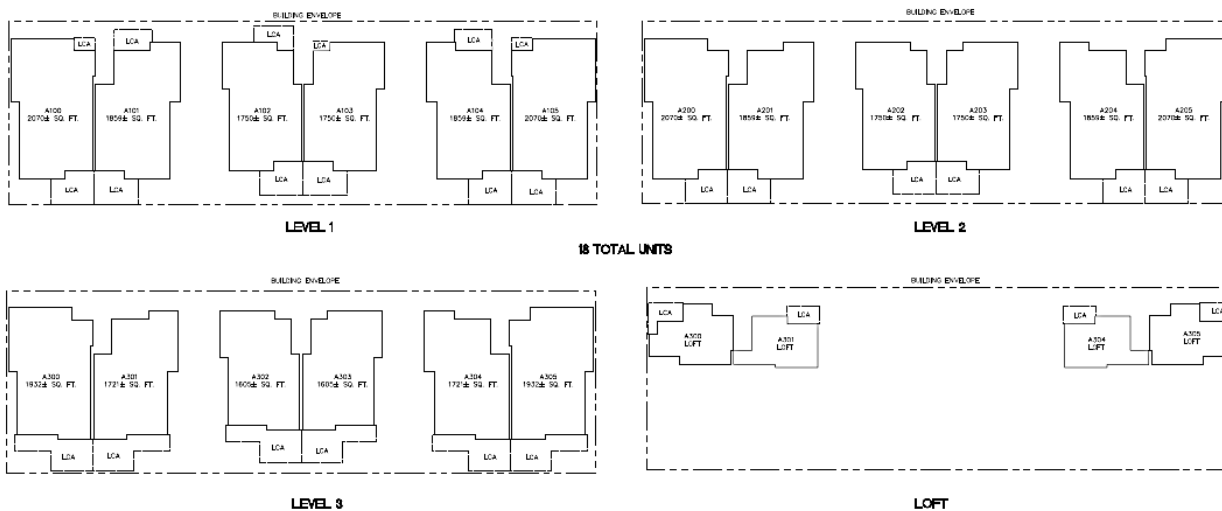 BUILDING ENVELOPE
LCA
LCA
LCA
LCA
LCA
LCA
A100
2070± SQ. FT.
A101
1859± SQ. FT.
A102
1750± SQ. FT.
A103
1750± SQ. FT.
A104
1859± SQ. FT.
A105
2070± SQ. FT.
LCA
LCA
LCA
LCA
LCA
LCA
LEVEL 1
BUILDING ENVELOPE
A200
2070± SQ. FT.
A201
1859± SQ. FT.
A202
1750± SQ. FT.
A203
1750± SQ. FT.
A204
1859± SQ. FT.
A205
2070± SQ. FT.
LCA
LCA
LCA
LCA
LCA
LCA
LEVEL 2
18 TOTAL UNITS
BUILDING ENVELOPE
A300
1932± SQ. FT.
A301
1721± SQ. FT.
A302
1605± SQ. FT.
A303
1605± SQ. FT.
A304
1721± SQ. FT.
A305
1932± SQ. FT.
LCA
LCA
LCA
LCA
LCA
LCA
LEVEL 3
BUILDING ENVELOPE
LCA
LCA
LCA
LCA
A300
LOFT
A301
LOFT
A304
LOFT
A305
LOFT
LOFT